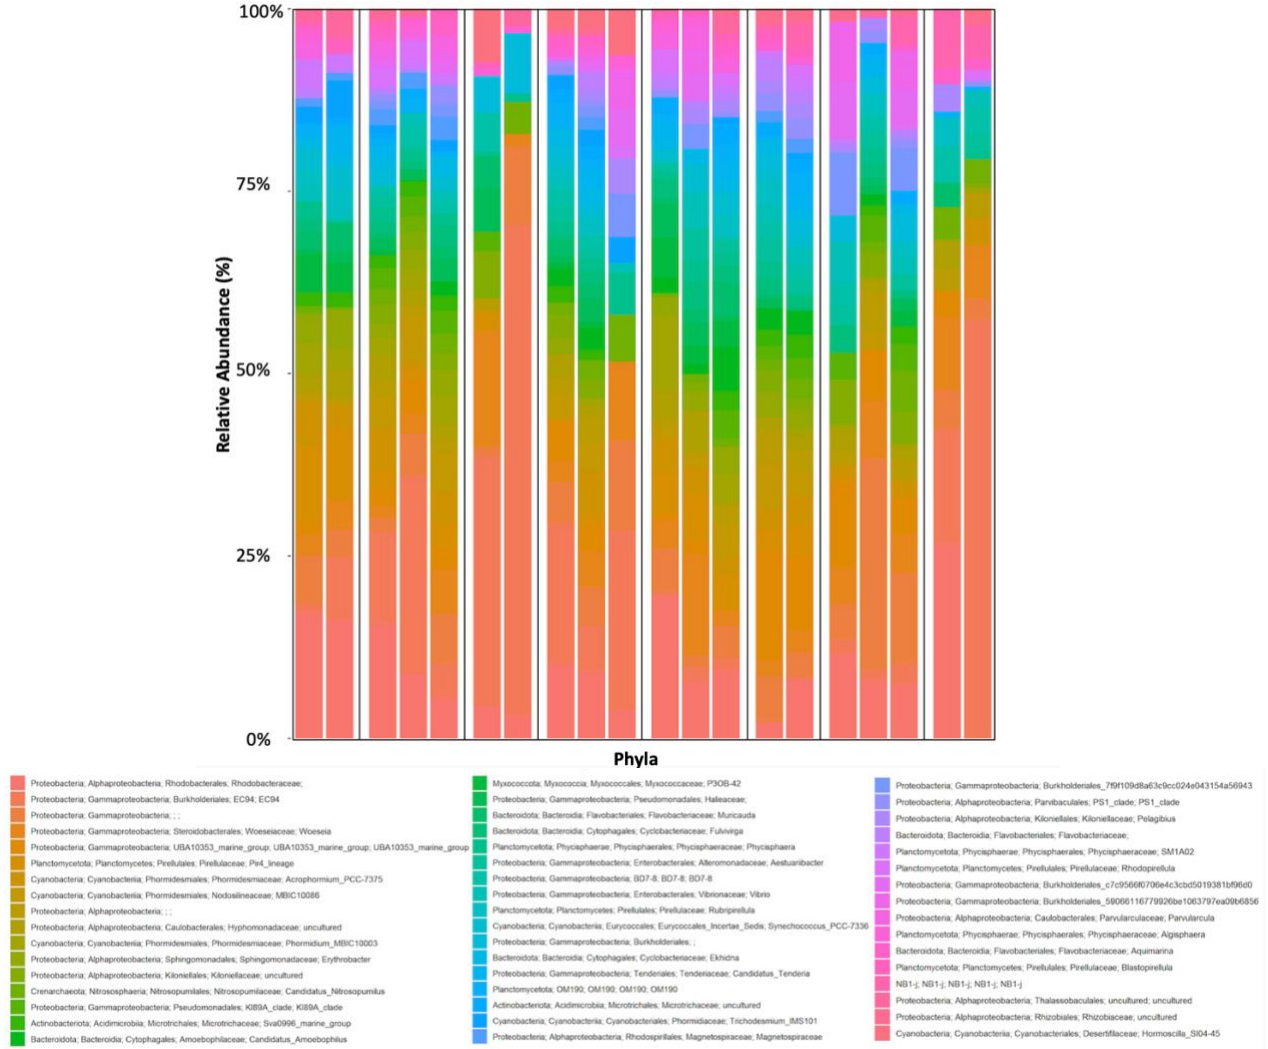 100%
75%
50%
25%
0%
Relative Abundance (%)
Phyla
Proteobacteria; Alphaproteobacteria; Rhodobacterales; Rhodobacteraceae;
Proteobacteria; Gammaproteobacteria; Burkholderiales; EC94; EC94
Proteobacteria; Gammaproteobacteria; ; ;
Proteobacteria; Gammaproteobacteria; Steroidobacterales; Woeseiaceae; Woeseia
Proteobacteria; Gammaproteobacteria; UBA10353_marine_group; UBA10353_marine_group; UBA10353_marine_group
Planctomycetota; Planctomycetes; Pirellulales; Pirellulaceae; Pir4_lineage
Cyanobacteria; Cyanobacteriia; Phormidesmiales; Phormidesmiaceae; Acrophormium_PCC-7375
Cyanobacteria; Cyanobacteriia; Phormidesmiales; Nodosilineaceae; MBIC10086
Proteobacteria; Alphaproteobacteria; ; ;
Proteobacteria; Alphaproteobacteria; Caulobacterales; Hyphomonadaceae; uncultured
Cyanobacteria; Cyanobacteriia; Phormidesmiales; Phormidesmiaceae; Phormidium_MBIC10003
Proteobacteria; Alphaproteobacteria; Sphingomonadales; Sphingomonadaceae; Erythrobacter
Proteobacteria; Alphaproteobacteria; Kiloniellales; Kiloniellaceae; uncultured
Crenarchaeota; Nitrososphaeria; Nitrosopumilales; Nitrosopumilaceae; Candidatus_Nitrosopumilus
Proteobacteria; Gammaproteobacteria; Pseudomonadales; KI89A_clade; KI89A_clade
Actinobacteriota; Acidimicrobiia; Microtrichales; Microtrichaceae; Sva0996_marine_group
Bacteroidota; Bacteroidia; Cytophagales; Amoebophilaceae; Candidatus_Amoebophilus
Myxococcota; Myxococcia; Myxococcales; Myxococcaceae; P3OB-42
Proteobacteria; Gammaproteobacteria; Pseudomonadales; Halieaceae;
Bacteroidota; Bacteroidia; Flavobacteriales; Flavobacteriaceae; Muricauda
Bacteroidota; Bacteroidia; Cytophagales; Cyclobacteriaceae; Fulvivirga
Planctomycetota; Phycisphaerae; Phycisphaerales; Phycisphaeraceae; Phycisphaera
Proteobacteria; Gammaproteobacteria; Enterobacterales; Alteromonadaceae; Aestuariibacter
Proteobacteria; Gammaproteobacteria; BD7-8; BD7-8; BD7-8
Proteobacteria; Gammaproteobacteria; Enterobacterales; Vibrionaceae; Vibrio
Planctomycetota; Planctomycetes; Pirellulales; Pirellulaceae; Rubripirellula
Cyanobacteria; Cyanobacteriia; Eurycoccales; Eurycoccales_Incertae_Sedis; Synechococcus_PCC-7336
Proteobacteria; Gammaproteobacteria; Burkholderiales; ;
Bacteroidota; Bacteroidia; Cytophagales; Cyclobacteriaceae; Ekhidna
Proteobacteria; Gammaproteobacteria; Tenderiales; Tenderiaceae; Candidatus_Tenderia
Planctomycetota; OM190; OM190; OM190; OM190
Actinobacteriota; Acidimicrobiia; Microtrichales; Microtrichaceae; uncultured
Cyanobacteria; Cyanobacteriia; Cyanobacteriales; Phormidiaceae; Trichodesmium_IMS101
Proteobacteria; Alphaproteobacteria; Rhodospirillales; Magnetospiraceae; Magnetospiraceae
Proteobacteria; Gammaproteobacteria; Burkholderiales_7f9f109d8a63c9cc024e043154a56943
Proteobacteria; Alphaproteobacteria; Parvibaculales; PS1_clade; PS1_clade
Proteobacteria; Alphaproteobacteria; Kiloniellales; Kiloniellaceae; Pelagibius
Bacteroidota; Bacteroidia; Flavobacteriales; Flavobacteriaceae;
Planctomycetota; Phycisphaerae; Phycisphaerales; Phycisphaeraceae; SM1A02
Planctomycetota; Planctomycetes; Pirellulales; Pirellulaceae; Rhodopirellula
Proteobacteria; Gammaproteobacteria; Burkholderiales_c7c9566f0706e4c3cbd5019381bf96d0
Proteobacteria; Gammaproteobacteria; Burkholderiales_59066116779926be1063797ea09b6856
Proteobacteria; Alphaproteobacteria; Caulobacterales; Parvularculaceae; Parvularcula
Planctomycetota; Phycisphaerae; Phycisphaerales; Phycisphaeraceae; Algisphaera
Bacteroidota; Bacteroidia; Flavobacteriales; Flavobacteriaceae; Aquimarina
Planctomycetota; Planctomycetes; Pirellulales; Pirellulaceae; Blastopirellula
NB1-j; NB1-j; NB1-j; NB1-j; NB1-j
Proteobacteria; Alphaproteobacteria; Thalassobaculales; uncultured; uncultured
Proteobacteria; Alphaproteobacteria; Rhizobiales; Rhizobiaceae; uncultured
Cyanobacteria; Cyanobacteriia; Cyanobacteriales; Desertifilaceae; Hormoscilla_SI04-45